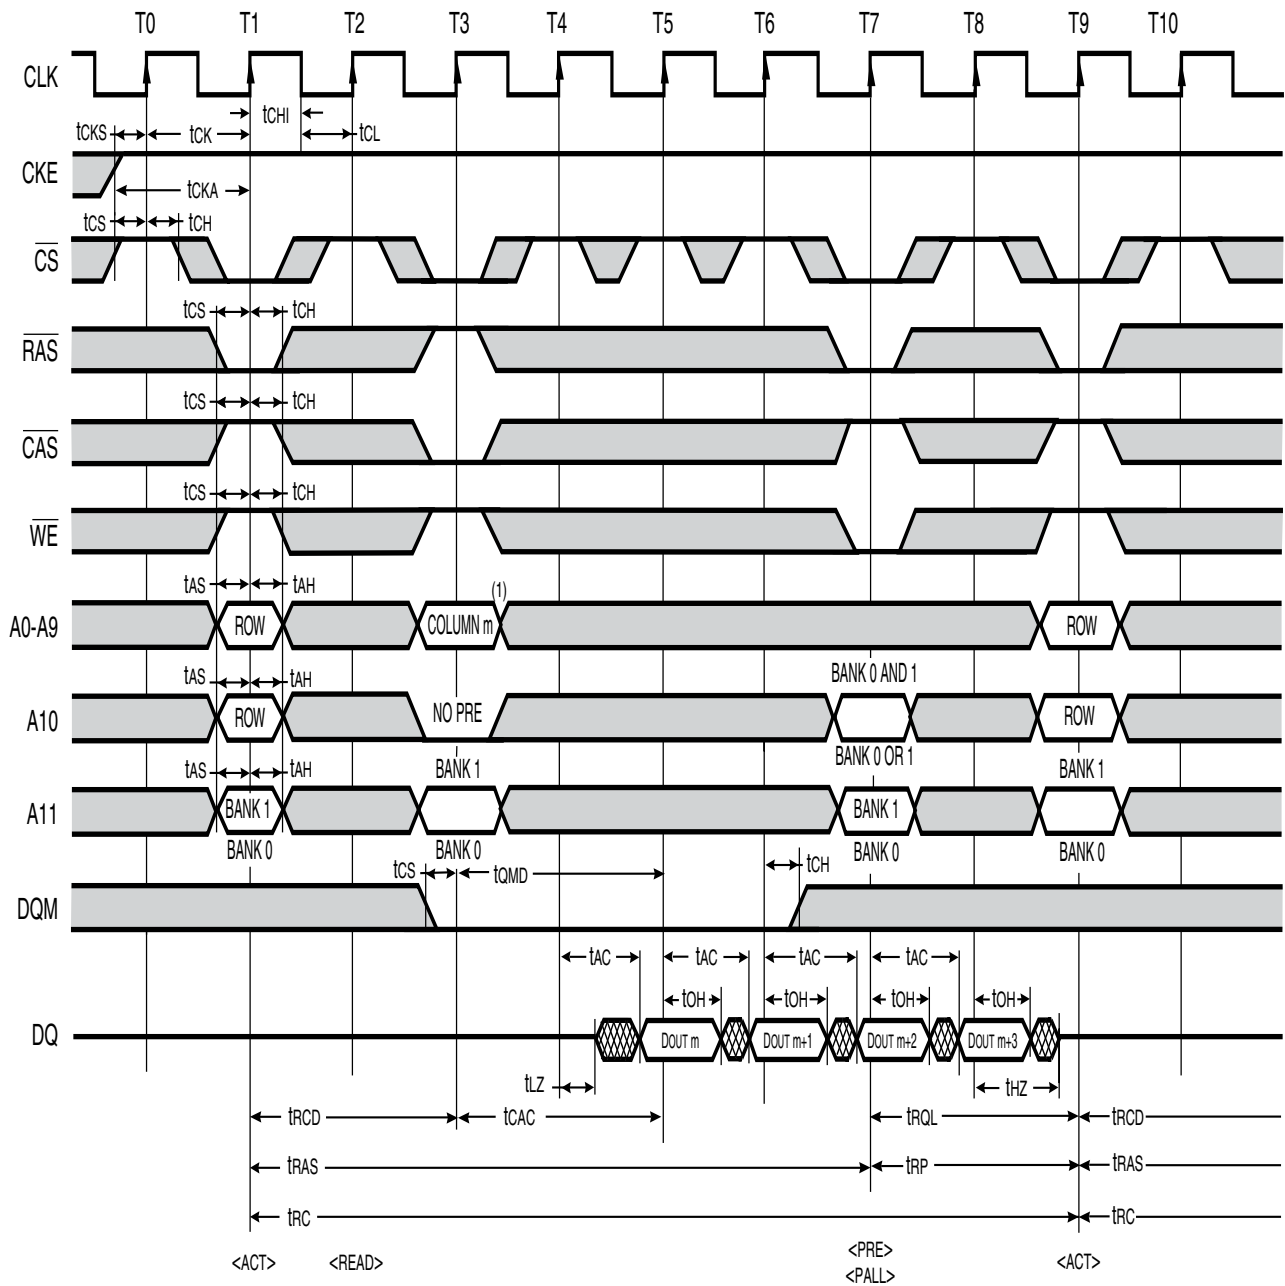 T0 T1 T2 T3 T4 T5 T6 T7 T8 T9 T10
CLK
tCHI
tCKS tCK tCL
CKE
tCKA
tCS tCH
CS
tCS tCH
RAS
tCS tCH
CAS
tCS tCH
WE
tAS tAH (1)
A0-A9 ROW COLUMN m ROW
BANK 0 AND 1
tAS tAH
A10 ROW NO PRE ROW
BANK 0 OR 1
tAS tAH BANK 1 BANK 1
A11 BANK 1 BANK 1
BANK 0 BANK 0 BANK 0 BANK 0
tCS tQMD tCH
DQM
tAC tAC tAC tAC
tOH tOH tOH tOH
DQ DOUT m DOUT m+1 DOUT m+2 DOUT m+3
tLZ tHZ
tRCD tCAC tRQL tRCD
tRAS tRP tRAS
tRC tRC
<ACT> <READ> <PRE> <ACT>
<PALL>